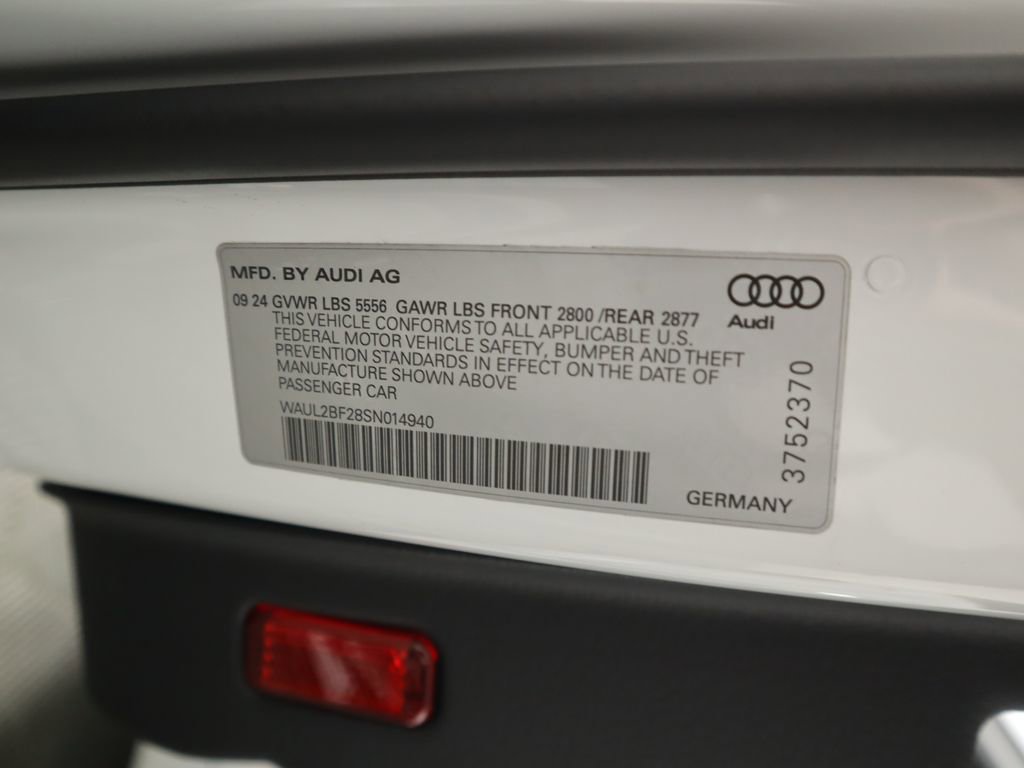 MFD. BY AUDI AG
Audi
09 24 GVWR LBS 5556 GAWR LBS FRONT 2800 /REAR 2877
THIS VEHICLE CONFORMS TO ALL APPLICABLE U.S.
FEDERAL MOTOR VEHICLE SAFETY, BUMPER AND THEFT
PREVENTION STANDARDS IN EFFECT ON THE DATE OF
MANUFACTURE SHOWN ABOVE
PASSENGER CAR
WAUL2BF28SN014940
3752370
GERMANY